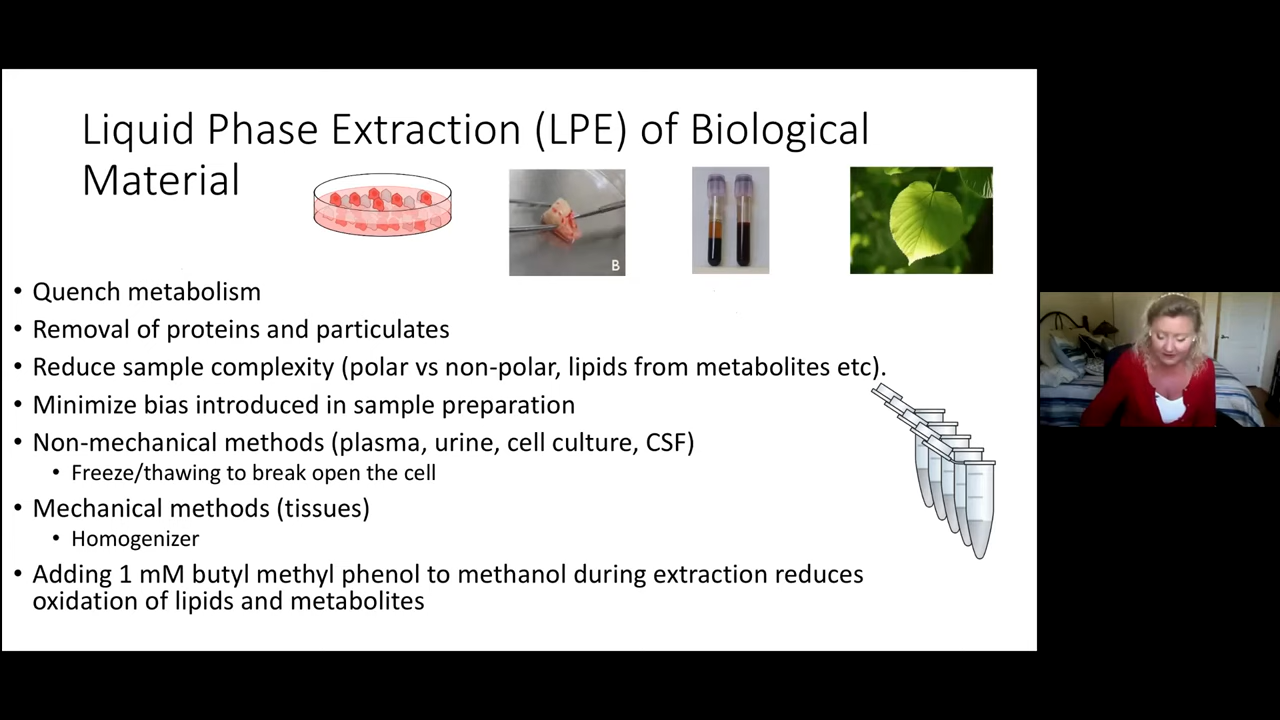 Liquid Phase Extraction (LPE) of Biological
Material
B
• Quench metabolism
• Removal of proteins and particulates
• Reduce sample complexity (polar vs non-polar, lipids from metabolites etc).
• Minimize bias introduced in sample preparation
• Non-mechanical methods (plasma, urine, cell culture, CSF)
• Freeze/thawing to break open the cell
• Mechanical methods (tissues)
• Homogenizer
• Adding 1 mM butyl methyl phenol to methanol during extraction reduces
oxidation of lipids and metabolites